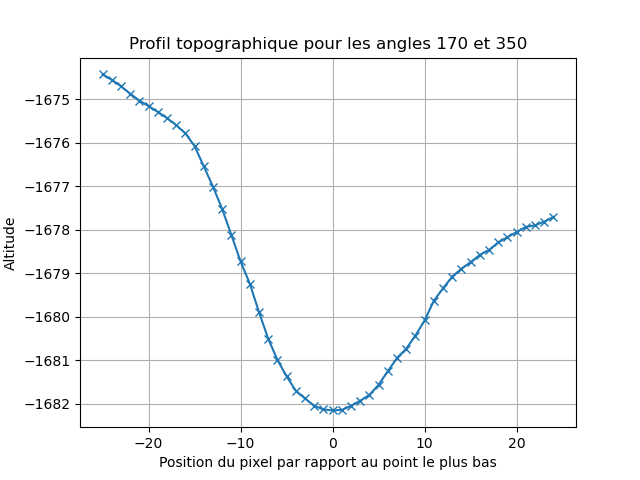 Profil topographique pour les angles 170 et 350
−1675
−1676
−1677
−1678
−1679
−1680
−1681
−1682
Altitude
−20 −10 0 10 20
Position du pixel par rapport au point le plus bas